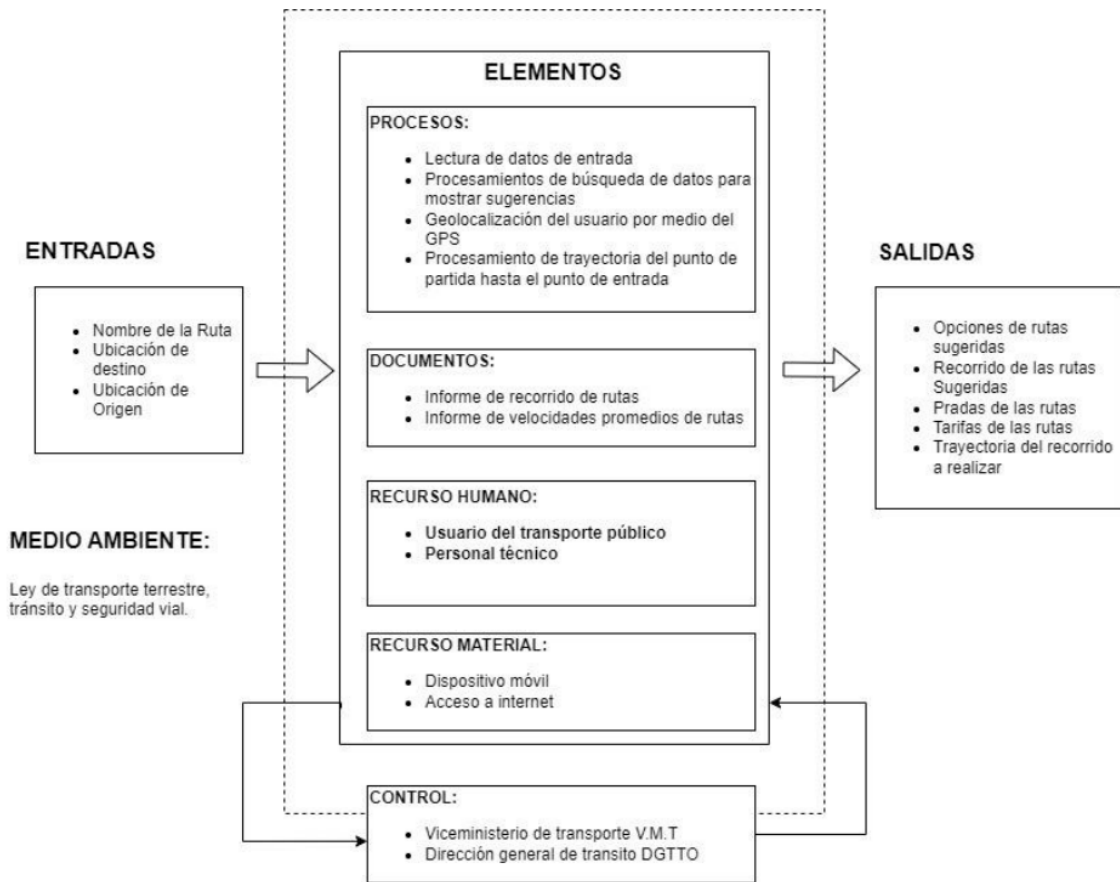 ELEMENTOS
PROCESOS:
• Lectura de datos de entrada
• Procesamientos de búsqueda de datos para
mostrar sugerencias
• Geolocalización del usuario por medio del
GPS
• Procesamiento de trayectoria del punto de
partida hasta el punto de entrada
ENTRADAS
• Nombre de la Ruta
• Ubicación de
destino
• Ubicación de
Origen
DOCUMENTOS:
• Informe de recorrido de rutas
• Informe de velocidades promedios de rutas
SALIDAS
• Opciones de rutas
sugeridas
• Recorrido de las rutas
Sugeridas
• Pradas de las rutas
• Tarifas de las rutas
• Trayectoria del recorrido
a realizar
RECURSO HUMANO:
• Usuario del transporte público
• Personal técnico
MEDIO AMBIENTE:
Ley de transporte terrestre,
tránsito y seguridad vial.
RECURSO MATERIAL:
• Dispositivo móvil
• Acceso a internet
CONTROL:
• Viceministerio de transporte V.M.T
• Dirección general de transito DGTTO